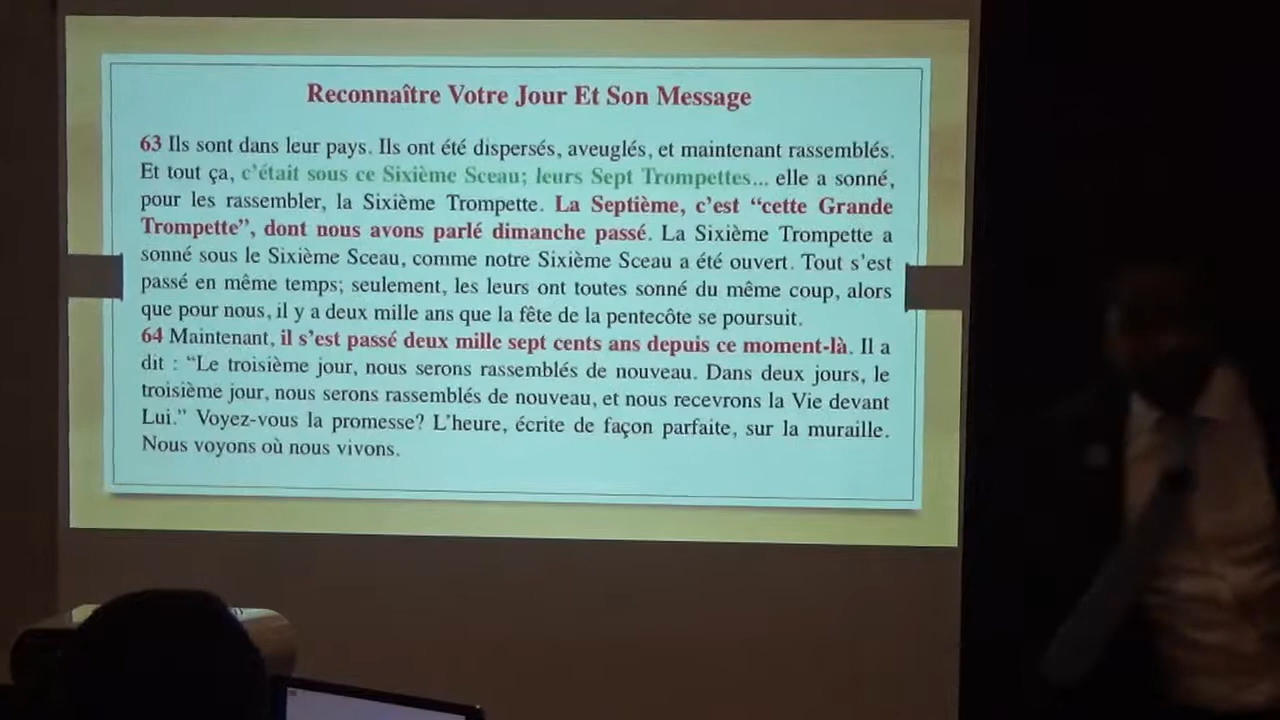 Reconnaître Votre Jour Et Son Message
63 Ils sont dans leur pays. Ils ont été dispersés, aveuglés, et maintenant rassemblés.
Et tout ça, c’était sous ce Sixième Sceau; leurs Sept Trompettes... elle a sonné,
pour les rassembler, la Sixième Trompette. La Septième, c’est “cette Grande
Trompette”, dont nous avons parlé dimanche passé. La Sixième Trompette a
sonné sous le Sixième Sceau, comme notre Sixième Sceau a été ouvert. Tout s’est
passé en même temps; seulement, les leurs ont toutes sonné du même coup, alors
que pour nous, il y a deux mille ans que la fête de la pentecôte se poursuit.
64 Maintenant, il s’est passé deux mille sept cents ans depuis ce moment-là. Il a
dit : “Le troisième jour, nous serons rassemblés de nouveau. Dans deux jours, le
troisième jour, nous serons rassemblés de nouveau, et nous recevrons la Vie devant
Lui.” Voyez-vous la promesse? L’heure, écrite de façon parfaite, sur la muraille.
Nous voyons où nous vivons.